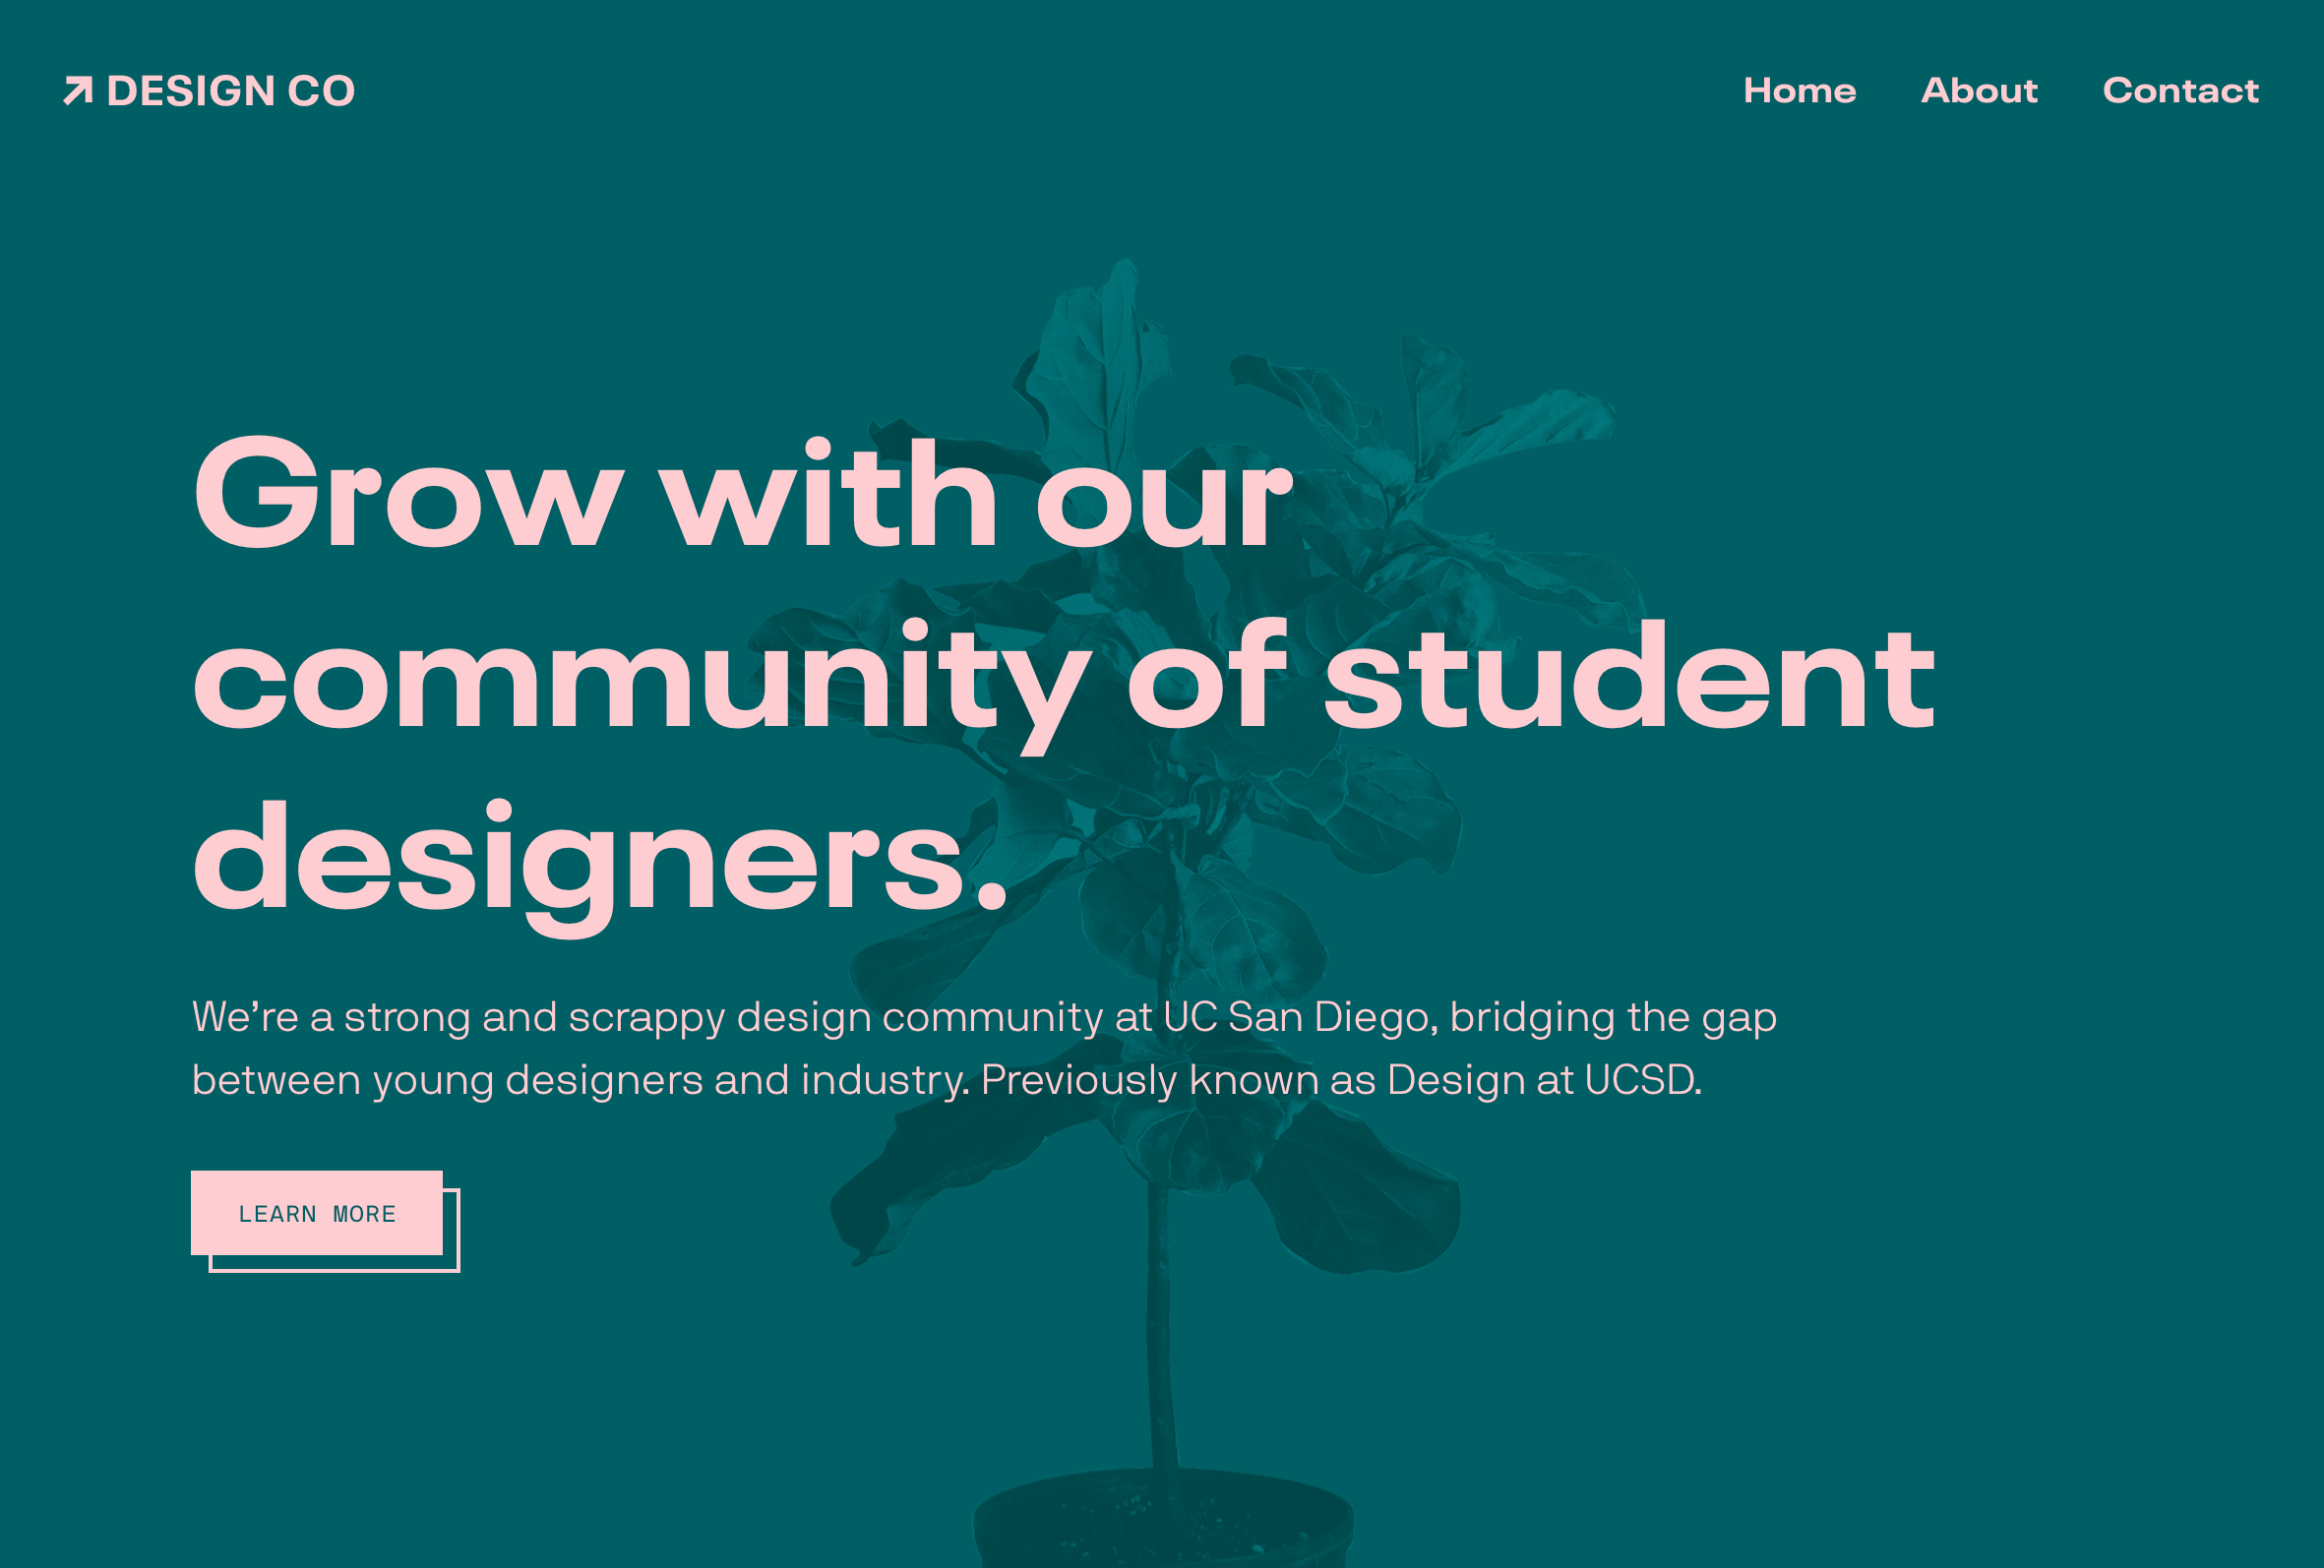 DESIGN CO
Home About Contact
Grow with our
community of student
designers.
We’re a strong and scrappy design community at UC San Diego, bridging the gap
between young designers and industry. Previously known as Design at UCSD.
LEARN MORE